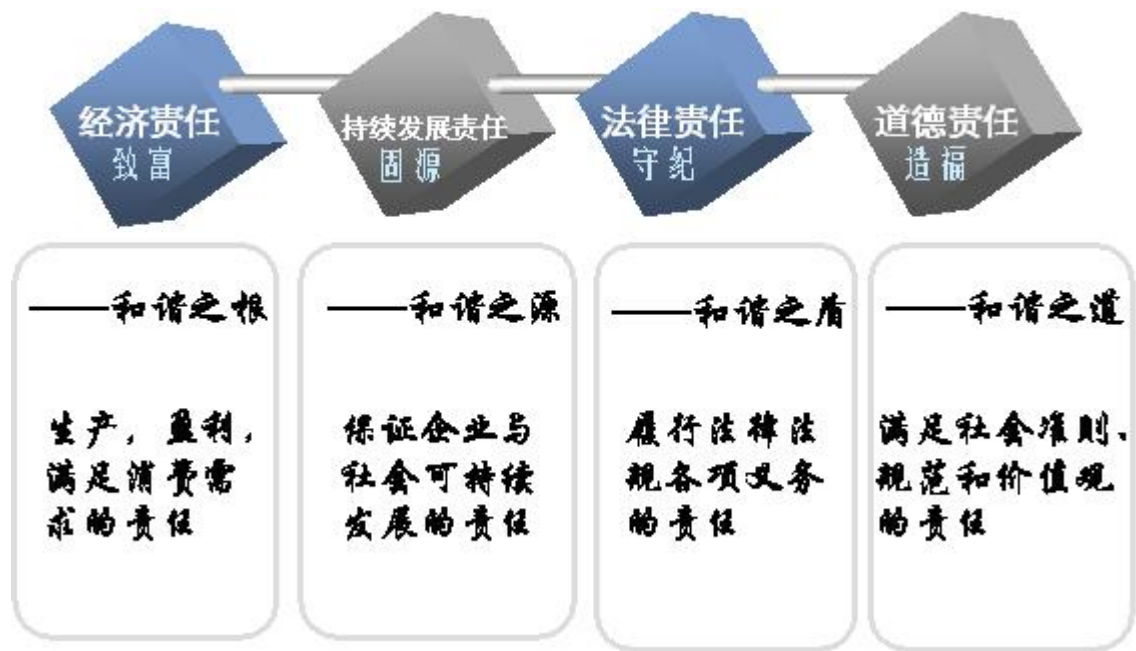 经济责任
致富
持续发展责任
固源
法律责任
守纪
道德责任
造福
——和谐之根
生产，盈利，
满足消费需
求的责任
——和谐之源
保证企业与
社会可持续
发展的责任
——和谐之盾
履行法律法
规各项义务
的责任
——和谐之道
满足社会准则、
规范和价值观
的责任